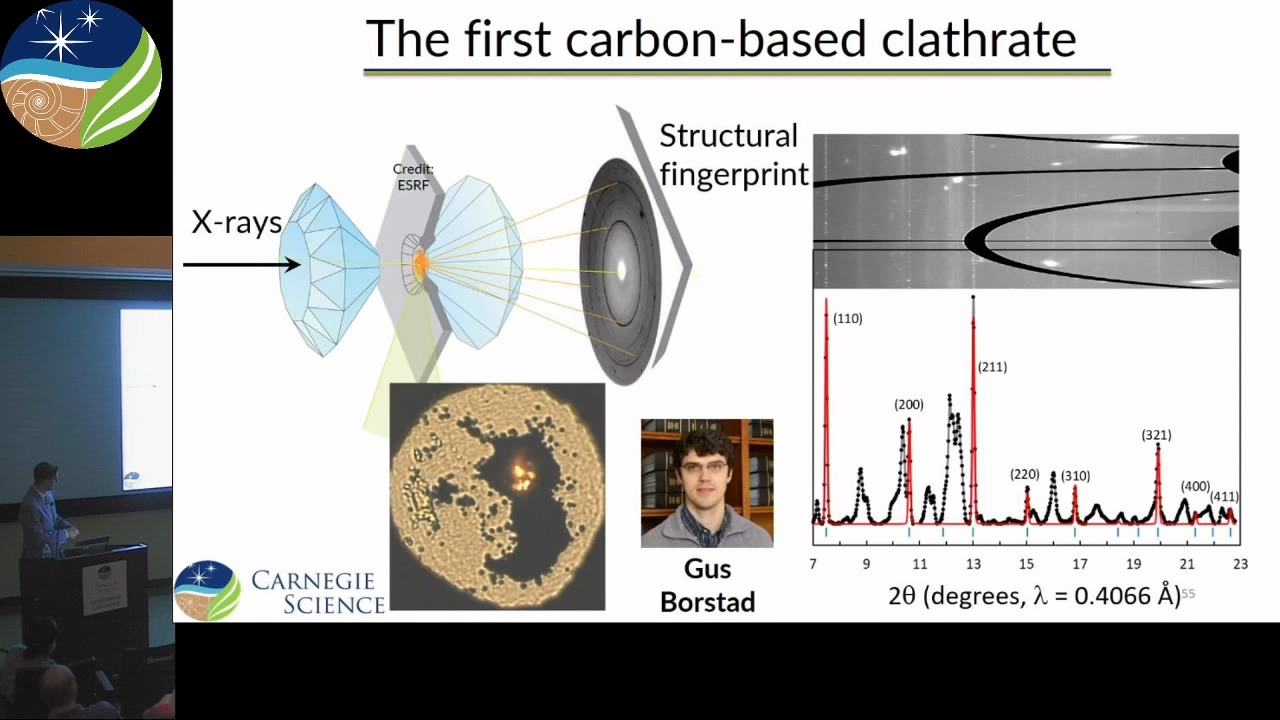 The first carbon-based clathrate
Credit:
ESRF
Structural
fingerprint
X-rays
(110)
(211)
(200)
(321)
(220)
(310)
(400)
(411)
7 9 11 13 15 17 19 21 23
2θ (degrees, λ = 0.4066 Å)
55
Gus
Borstad
CARNEGIE
SCIENCE